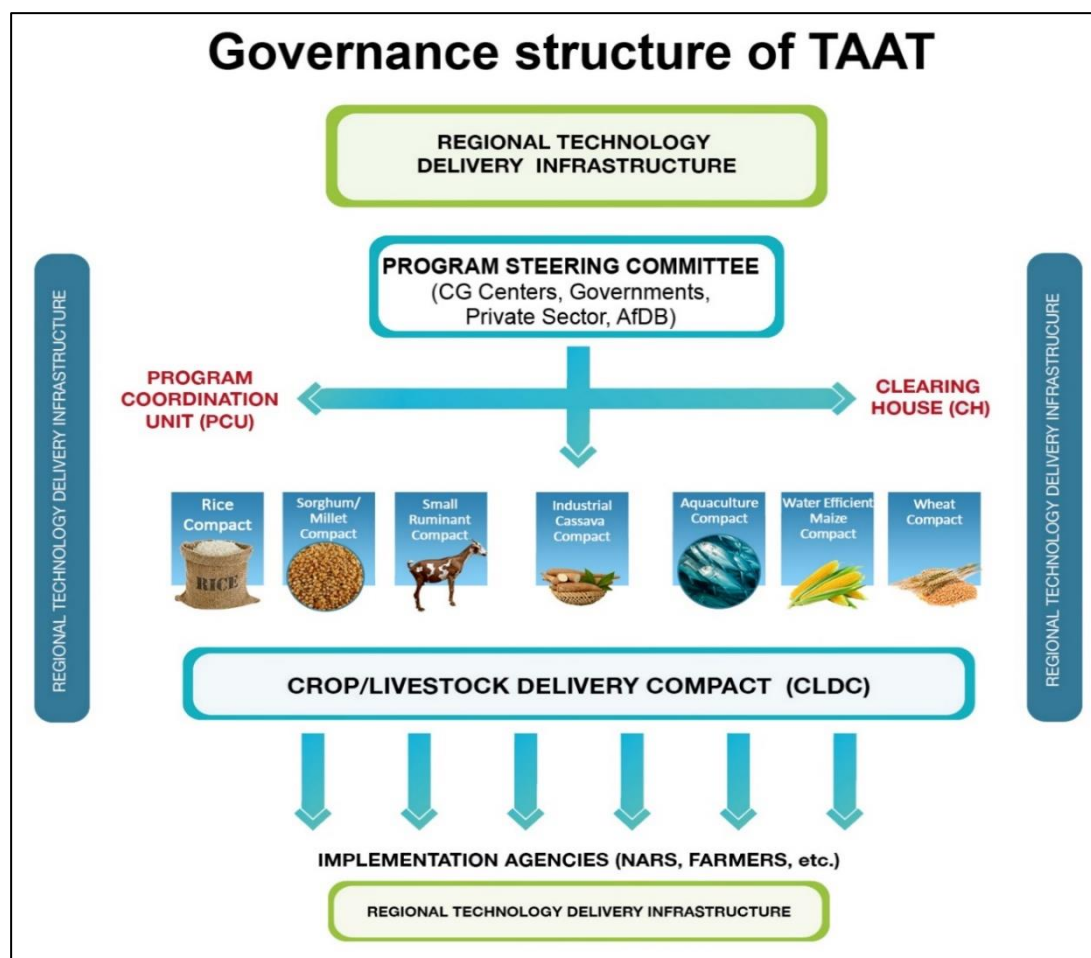 Governance structure of TAAT
REGIONAL TECHNOLOGY
DELIVERY INFRASTRUCTURE
PROGRAM STEERING COMMITTEE
(CG Centers, Governments,
Private Sector, AfDB)
REGIONAL TECHNOLOGY DELIVERY INFRASTRUCTURE
PROGRAM
COORDINATION
UNIT (PCU)
CLEARING
HOUSE (CH)
REGIONAL TECHNOLOGY DELIVERY INFRASTRUCURE
Rice
Compact
RICE
Sorghum/
Millet
Compact
Small
Ruminant
Compact
Industrial
Cassava
Compact
Aquaculture
Compact
Water Efficient
Maize
Compact
Wheat
Compact
CROP/LIVESTOCK DELIVERY COMPACT (CLDC)
IMPLEMENTATION AGENCIES (NARS, FARMERS, etc.)
REGIONAL TECHNOLOGY DELIVERY INFRASTRUCTURE